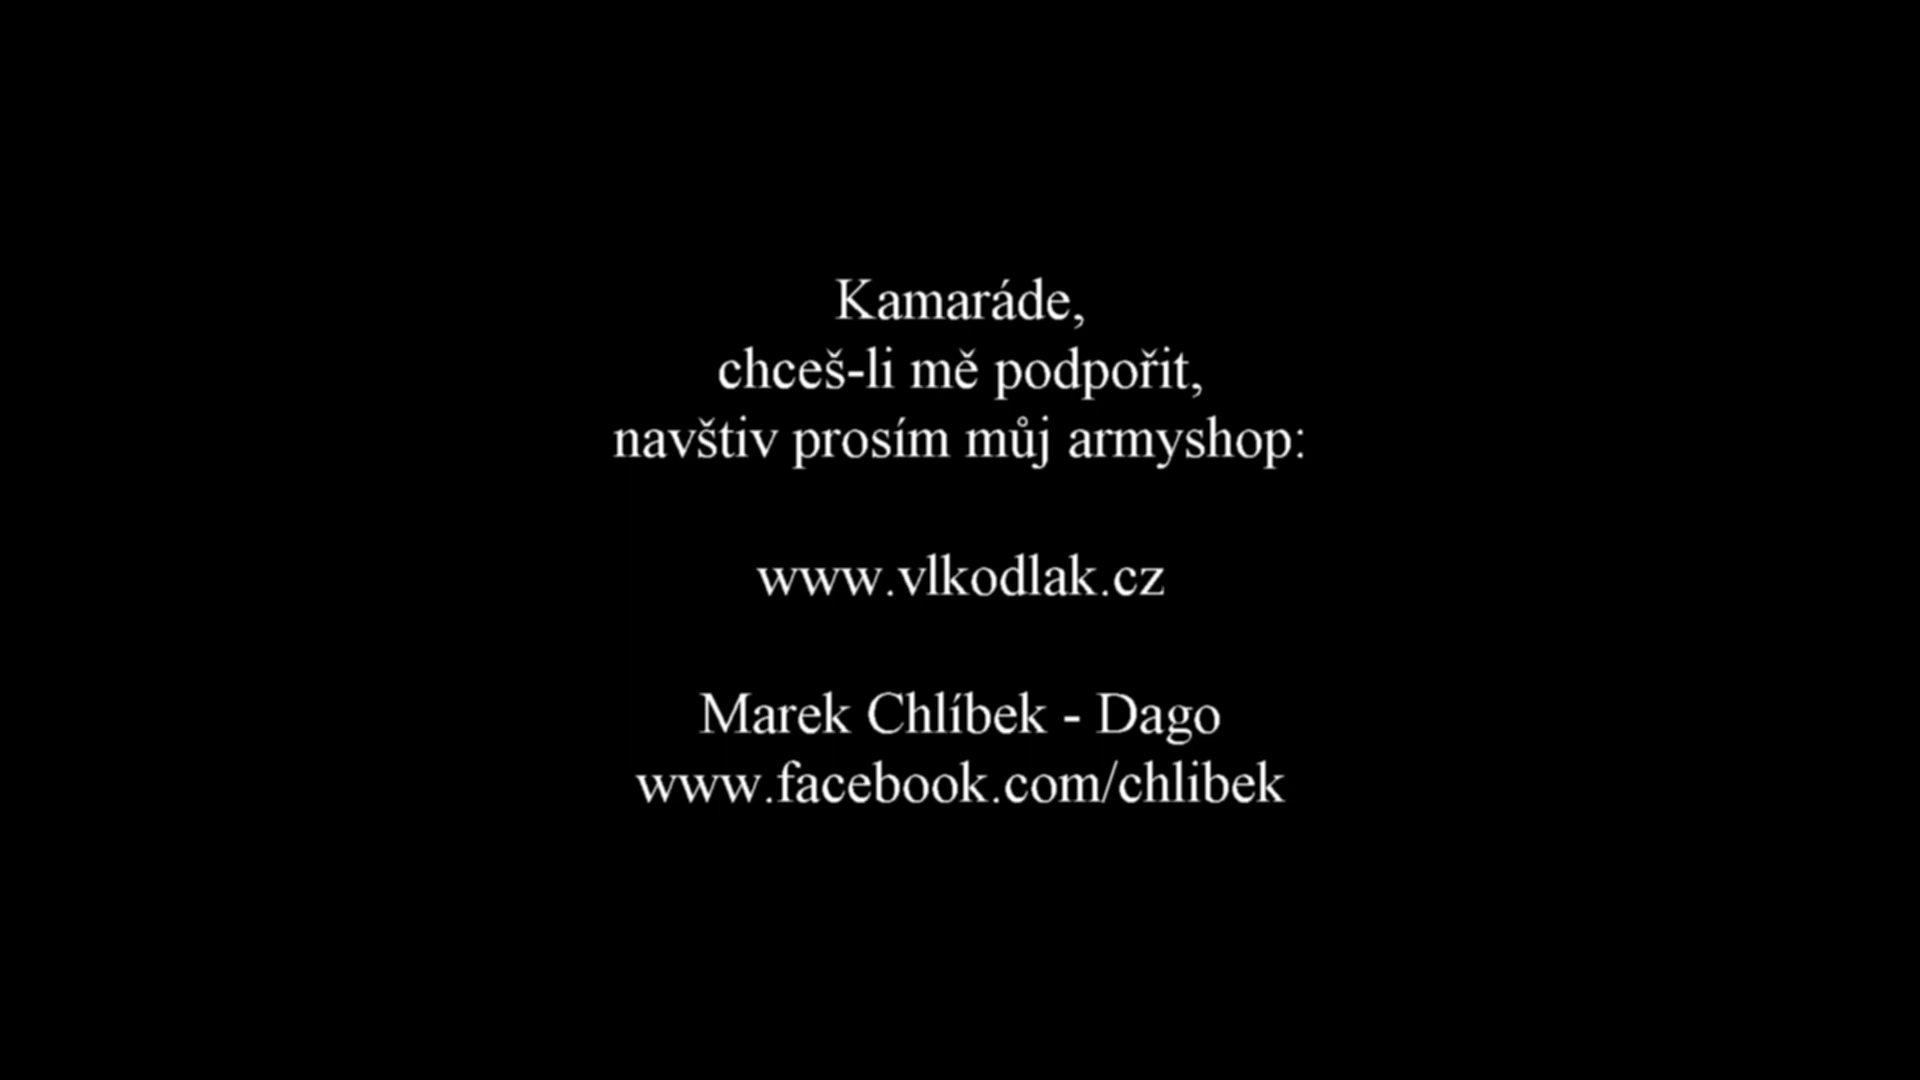 Kamaráde,
chceš-li mě podpořit,
navštiv prosím můj armyshop:
www.vlkodlak.cz
Marek Chlíbek - Dago
www.facebook.com/chlibek